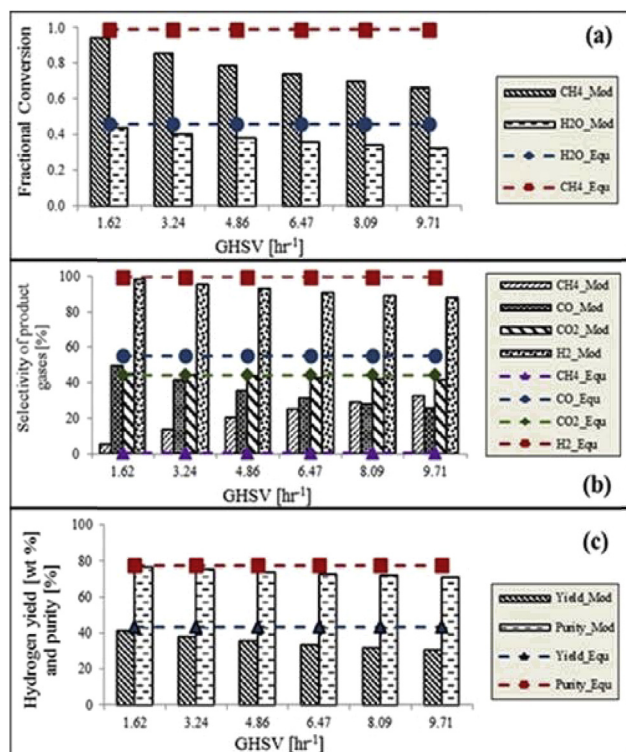 (a)
1.0
0.8
0.6
0.4
0.2
0.0
Fractional Conversion
1.62 3.24 4.86 6.47 8.09 9.71
GHSV [hr-1]
CH4_Mod
H2O_Mod
H2O_Equ
CH4_Equ
100
80
60
40
20
0
Selectivity of product
gases [%]
1.62 3.24 4.86 6.47 8.09 9.71
GHSV [hr-1]
CH4_Mod
CO_Mod
CO2_Mod
H2_Mod
CH4_Equ
CO_Equ
CO2_Equ
H2_Equ
(b)
(c)
100
80
60
40
20
0
Hydrogen yield [wt %]
and purity [%]
1.62 3.24 4.86 6.47 8.09 9.71
GHSV [hr-1]
Yield_Mod
Purity_Mod
Yield_Equ
Purity_Equ